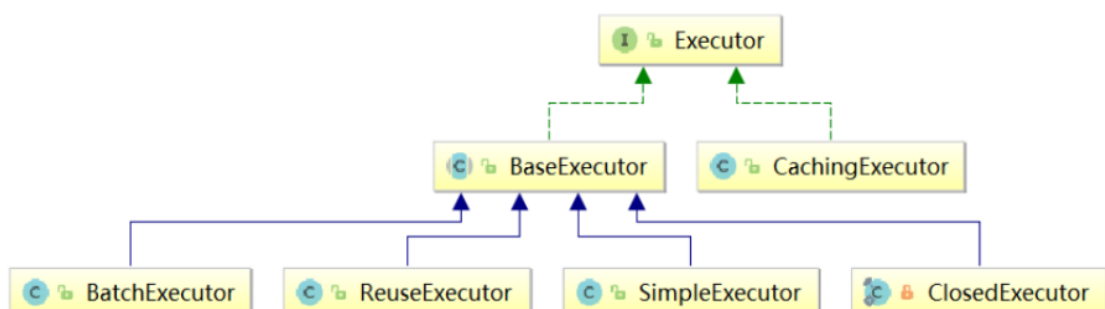 I Executor
C BaseExecutor
C CachingExecutor
C BatchExecutor
C ReuseExecutor
C SimpleExecutor
C ClosedExecutor